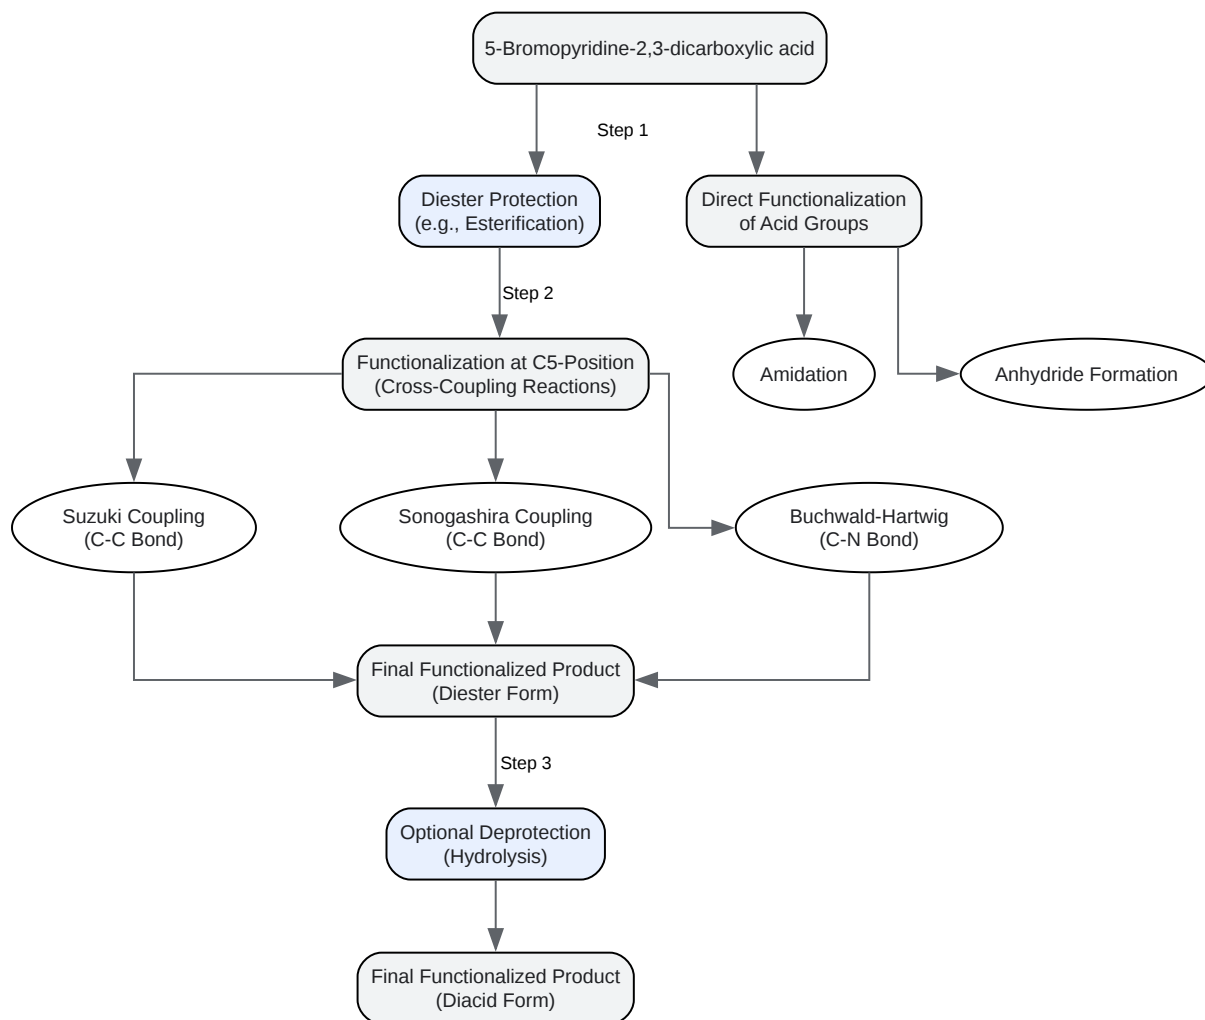 5-Bromopyridine-2,3-dicarboxylic acid
Step 1
Diester Protection
(e.g., Esterification)
Direct Functionalization
of Acid Groups
Step 2
Functionalization at C5-Position
(Cross-Coupling Reactions)
Amidation
Anhydride Formation
Suzuki Coupling
(C-C Bond)
Sonogashira Coupling
(C-C Bond)
Buchwald-Hartwig
(C-N Bond)
Final Functionalized Product
(Diester Form)
Step 3
Optional Deprotection
(Hydrolysis)
Final Functionalized Product
(Diacid Form)